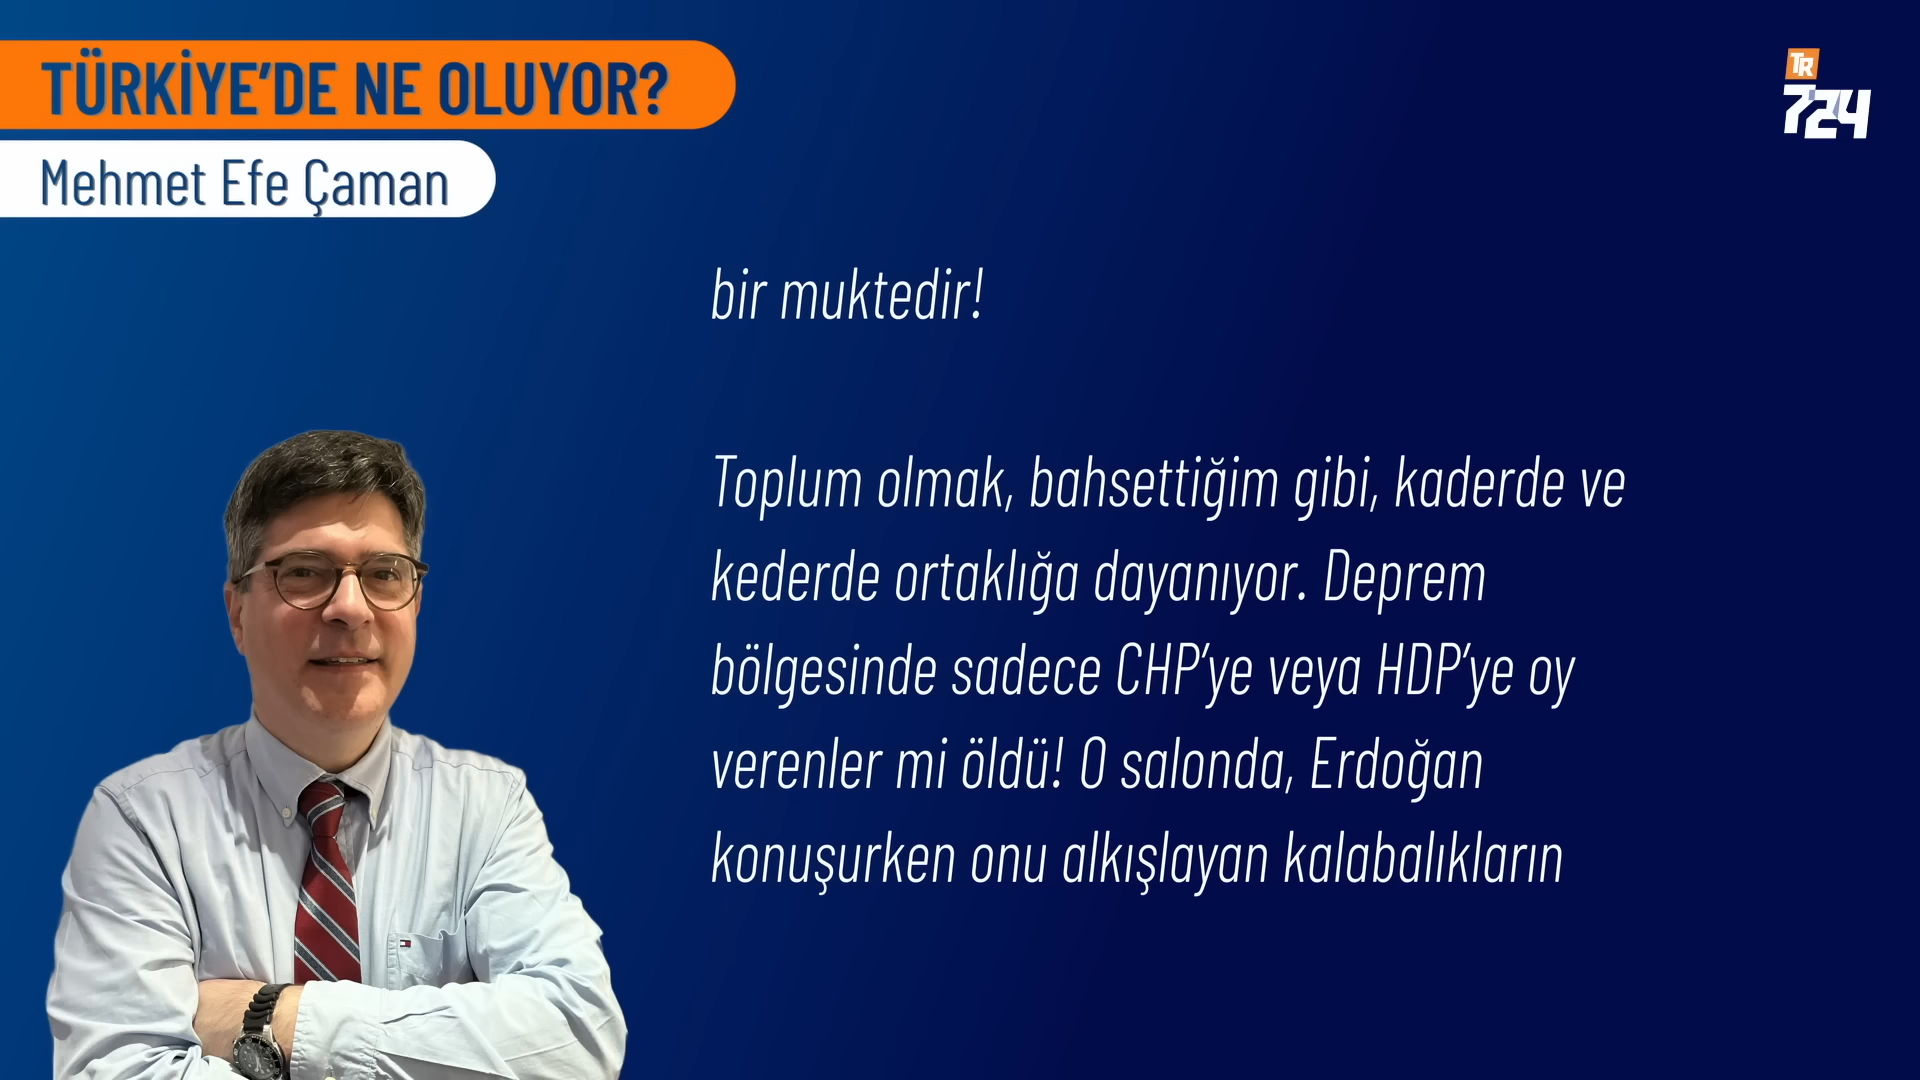 TÜRKİYE'DE NE OLUYOR?
Mehmet Efe Çaman
TR
724
bir muktedir!
Toplum olmak, bahsettiğim gibi, kaderde ve
kederde ortaklığa dayanıyor. Deprem
bölgesinde sadece CHP'ye veya HDP'ye oy
verenler mi öldü! O salonda, Erdoğan
konuşurken onu alkışlayan kalabalıkların